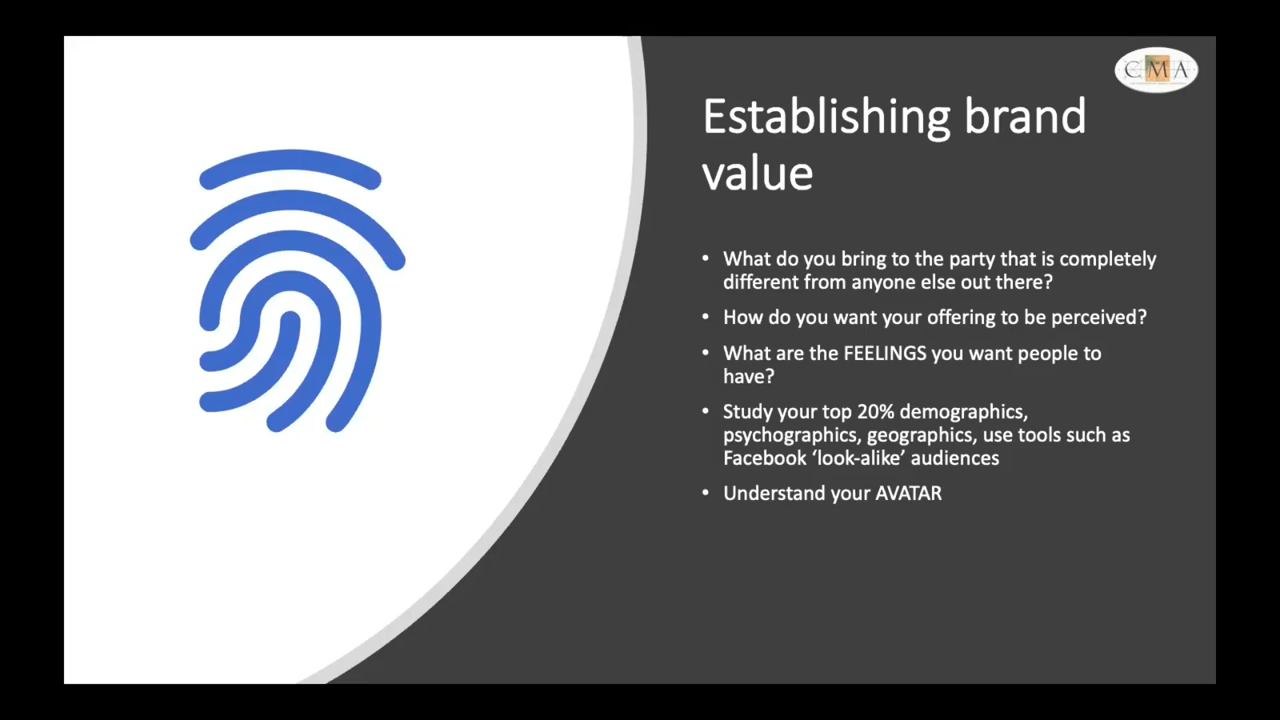 CMA
Establishing brand
value
• What do you bring to the party that is completely
different from anyone else out there?
• How do you want your offering to be perceived?
• What are the FEELINGS you want people to
have?
• Study your top 20% demographics,
psychographics, geographics, use tools such as
Facebook ‘look-alike’ audiences
• Understand your AVATAR